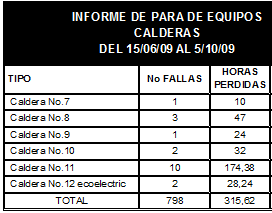 INFORME DE PARA DE EQUIPOS
CALDERAS
DEL 15/06/09 AL 5/10/09
TIPO No FALLAS HORAS PERDIDAS
Caldera No.7 1 10
Caldera No.8 3 47
Caldera No.9 1 24
Caldera No.10 2 32
Caldera No.11 10 174,38
Caldera No.12 ecoelectric 2 28,24
TOTAL 798 315,62